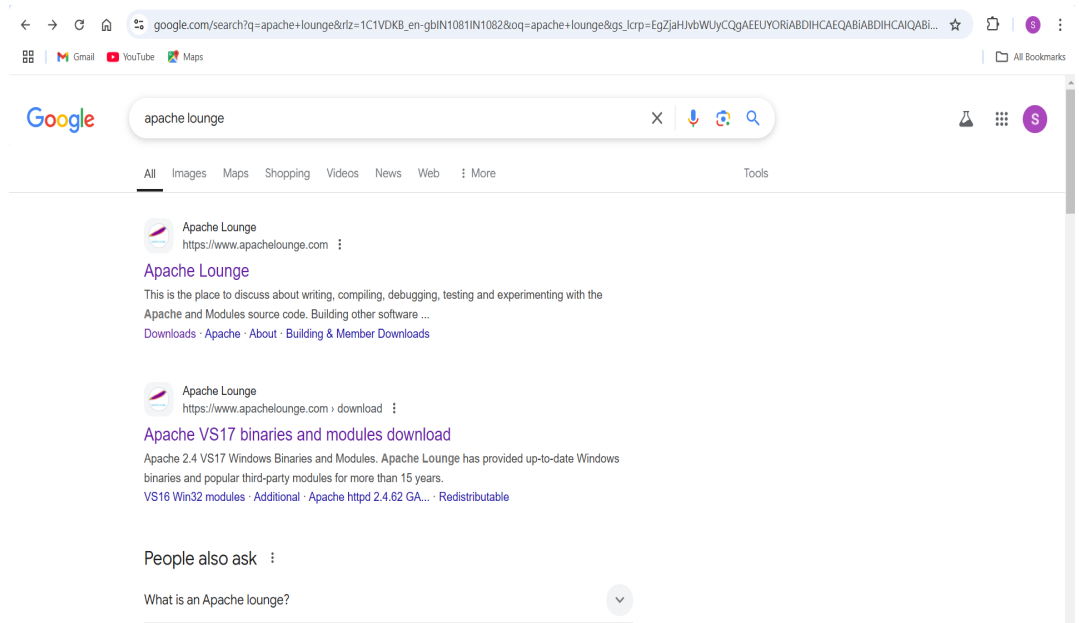 google.com/search?q=apache+lounge&rlz=1C1VDKB_en-gbIN1081IN1082&oq=apache+lounge&gs_lcrp=EgZjaHJvbWUyCQgAEEUYORiABDIHCAEQABiABDIHCAIQABi...
S
Gmail YouTube Maps All Bookmarks
Google apache lounge S
All Images Maps Shopping Videos News Web More Tools
Apache Lounge
https://www.apachelounge.com
Apache Lounge
This is the place to discuss about writing, compiling, debugging, testing and experimenting with the
Apache and Modules source code. Building other software ...
Downloads · Apache · About · Building & Member Downloads
Apache Lounge
https://www.apachelounge.com › download
Apache VS17 binaries and modules download
Apache 2.4 VS17 Windows Binaries and Modules. Apache Lounge has provided up-to-date Windows
binaries and popular third-party modules for more than 15 years.
VS16 Win32 modules · Additional · Apache httpd 2.4.62 GA... · Redistributable
People also ask
What is an Apache lounge?